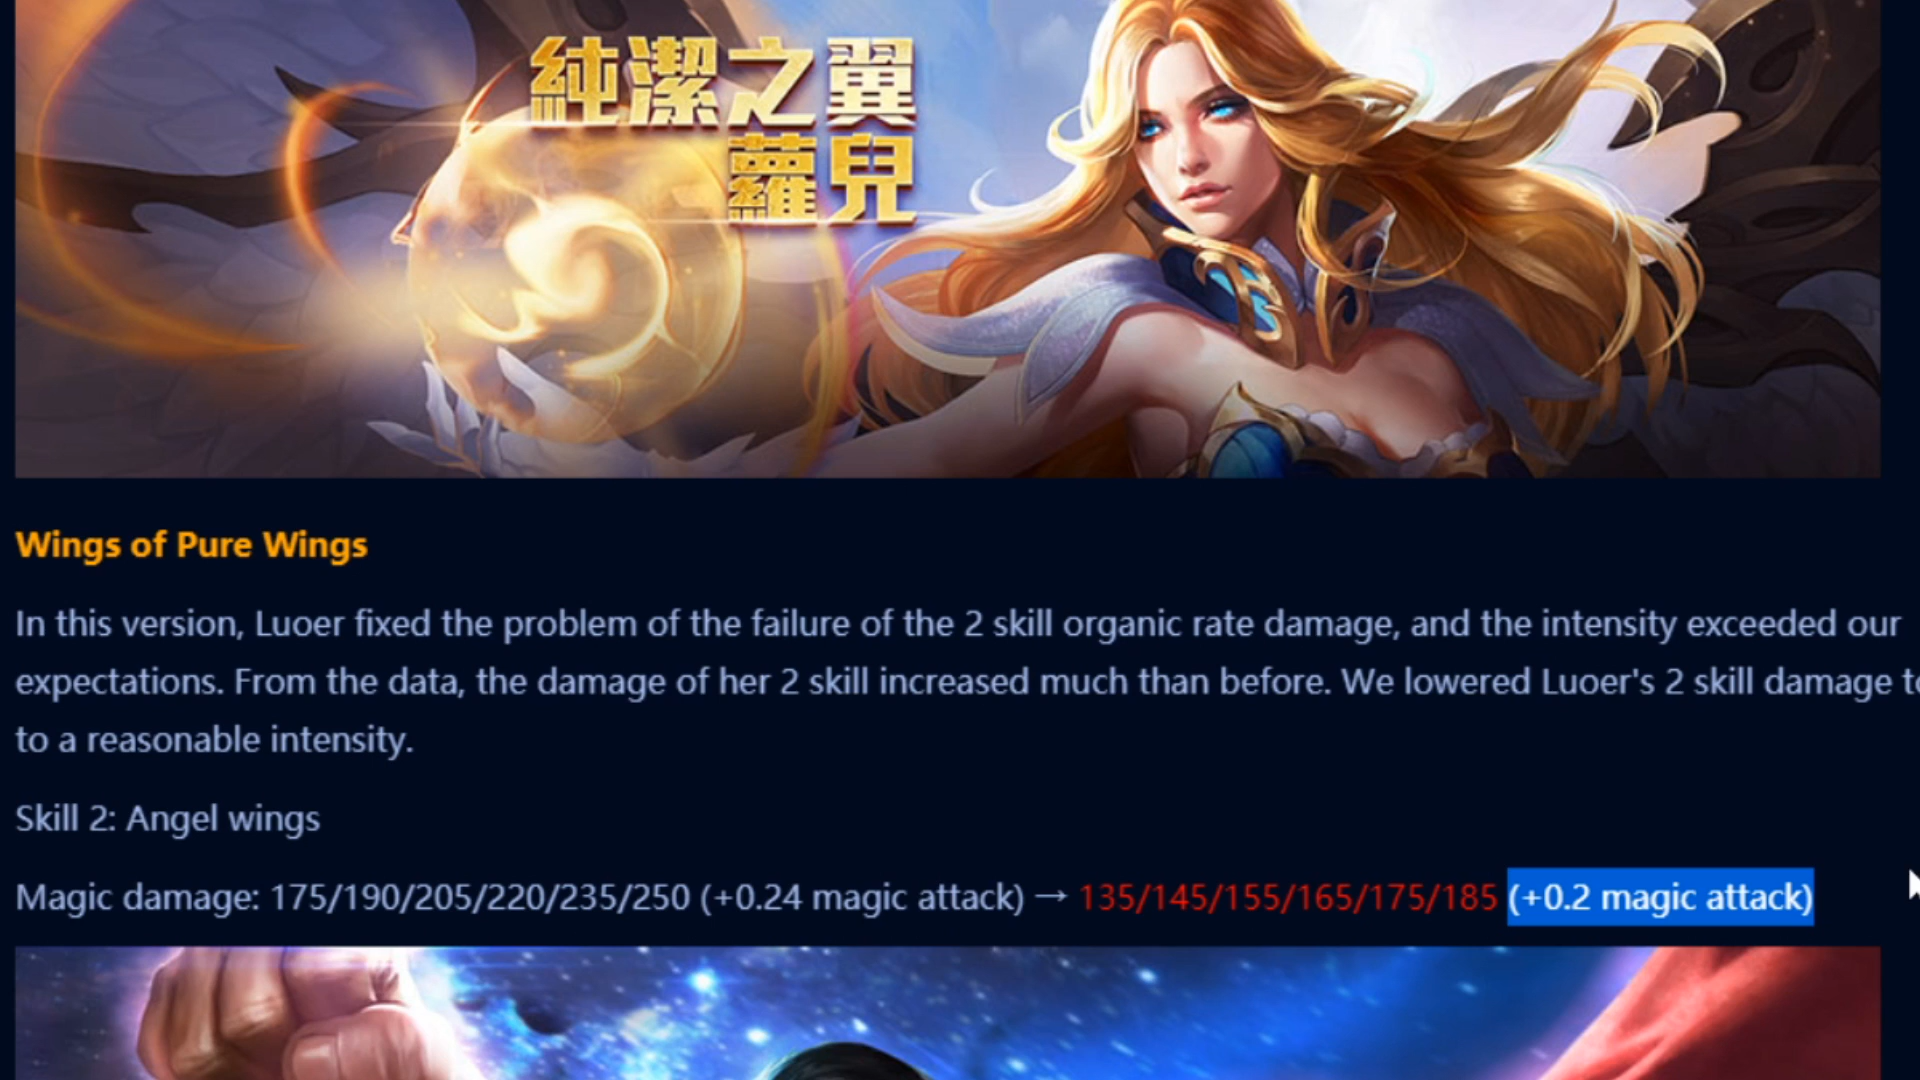 純潔之翼
蘿兒
Wings of Pure Wings
In this version, Luoer fixed the problem of the failure of the 2 skill organic rate damage, and the intensity exceeded our
expectations. From the data, the damage of her 2 skill increased much than before. We lowered Luoer's 2 skill damage
to a reasonable intensity.
Skill 2: Angel wings
Magic damage: 175/190/205/220/235/250 (+0.24 magic attack) → 135/145/155/165/175/185 (+0.2 magic attack)